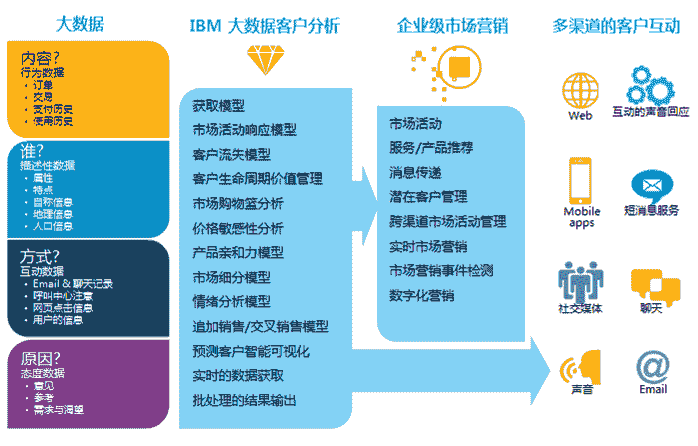 大数据
IBM 大数据客户分析
企业级市场营销
多渠道的客户互动
内容?
行为数据
• 订单
• 交易
• 支付历史
• 使用历史
谁?
描述性数据
• 属性
• 特点
• 自称信息
• 地理信息
• 人口信息
方式?
互动数据
• Email & 聊天记录
• 呼叫中心注意
• 网页点击信息
• 用户的信息
原因?
态度数据
• 意见
• 参考
• 需求与渴望
获取模型
市场活动响应模型
客户流失模型
客户生命周期价值管理
市场购物篮分析
价格敏感性分析
产品亲和力模型
市场细分模型
情绪分析模型
追加销售/交叉销售模型
预测客户智能可视化
实时的数据获取
批处理的结果输出
市场活动
服务/产品推荐
消息传递
潜在客户管理
跨渠道市场活动管理
实时市场营销
市场营销事件检测
数字化营销
Web
互动的声音回应
Mobile
apps
短消息服务
社交媒体
聊天
声音
Email